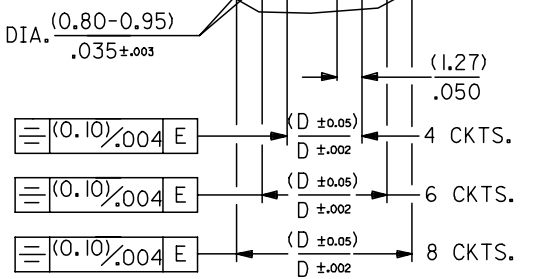 DIA. (0.80-0.95)
.035±.003
(1.27)
.050
(0.10)/.004 E (D ±0.05) 4 CKTS.
D ±.002
(0.10)/.004 E (D ±0.05) 6 CKTS.
D ±.002
(0.10)/.004 E (D ±0.05) 8 CKTS.
D ±.002